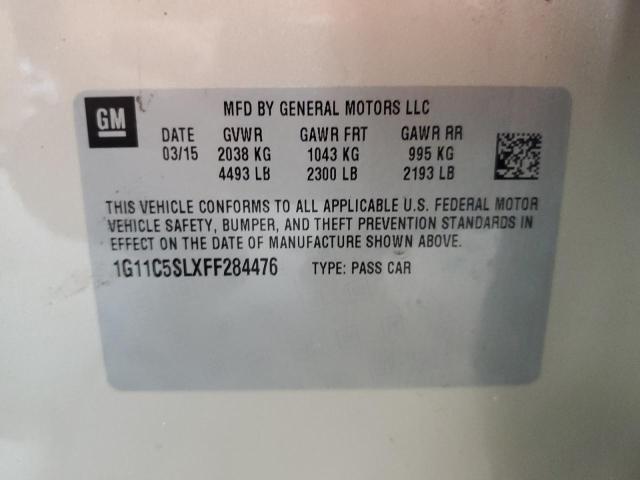 MFD BY GENERAL MOTORS LLC
GM
DATE GVWR GAWR FRT GAWR RR
03/15 2038 KG 1043 KG 995 KG
4493 LB 2300 LB 2193 LB
THIS VEHICLE CONFORMS TO ALL APPLICABLE U.S. FEDERAL MOTOR
VEHICLE SAFETY, BUMPER, AND THEFT PREVENTION STANDARDS IN
EFFECT ON THE DATE OF MANUFACTURE SHOWN ABOVE.
1G11C5SLXFF284476 TYPE: PASS CAR